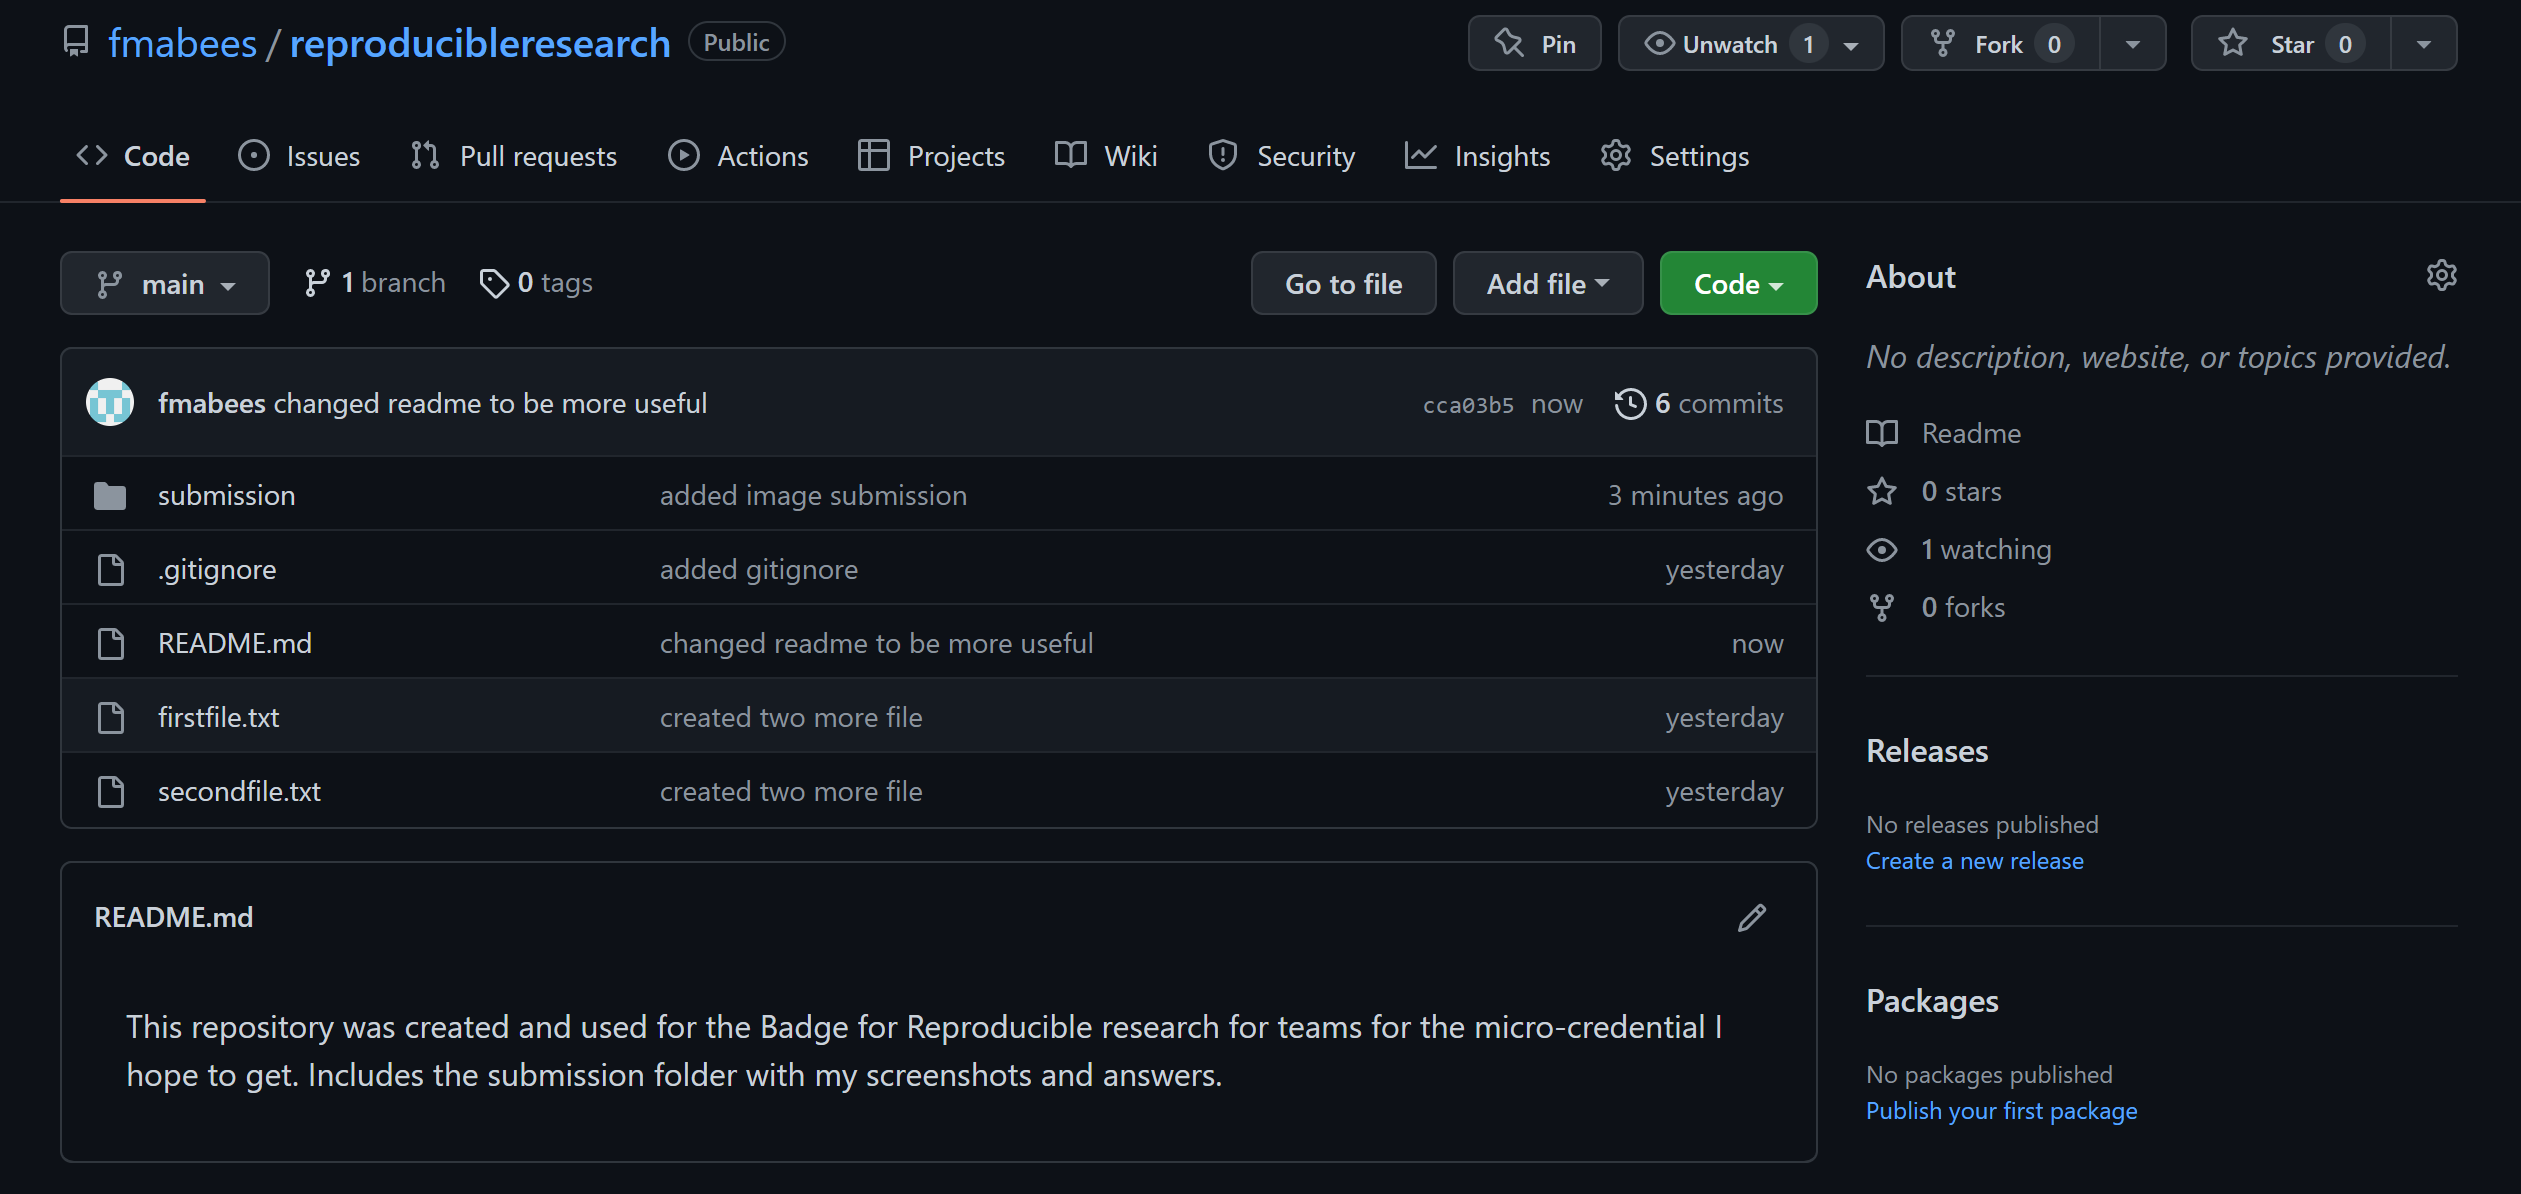 fmabees / reproducibleresearch Public Pin Unwatch 1 Fork 0 Star 0
Code Issues Pull requests Actions Projects Wiki Security Insights Settings
main 1 branch 0 tags Go to file Add file Code
fmabees changed readme to be more useful cca03b5 now 6 commits
submission added image submission 3 minutes ago
.gitignore added gitignore yesterday
README.md changed readme to be more useful now
firstfile.txt created two more file yesterday
secondfile.txt created two more file yesterday
README.md
This repository was created and used for the Badge for Reproducible research for teams for the micro-credential I
hope to get. Includes the submission folder with my screenshots and answers.
About
No description, website, or topics provided.
Readme
0 stars
1 watching
0 forks
Releases
No releases published
Create a new release
Packages
No packages published
Publish your first package